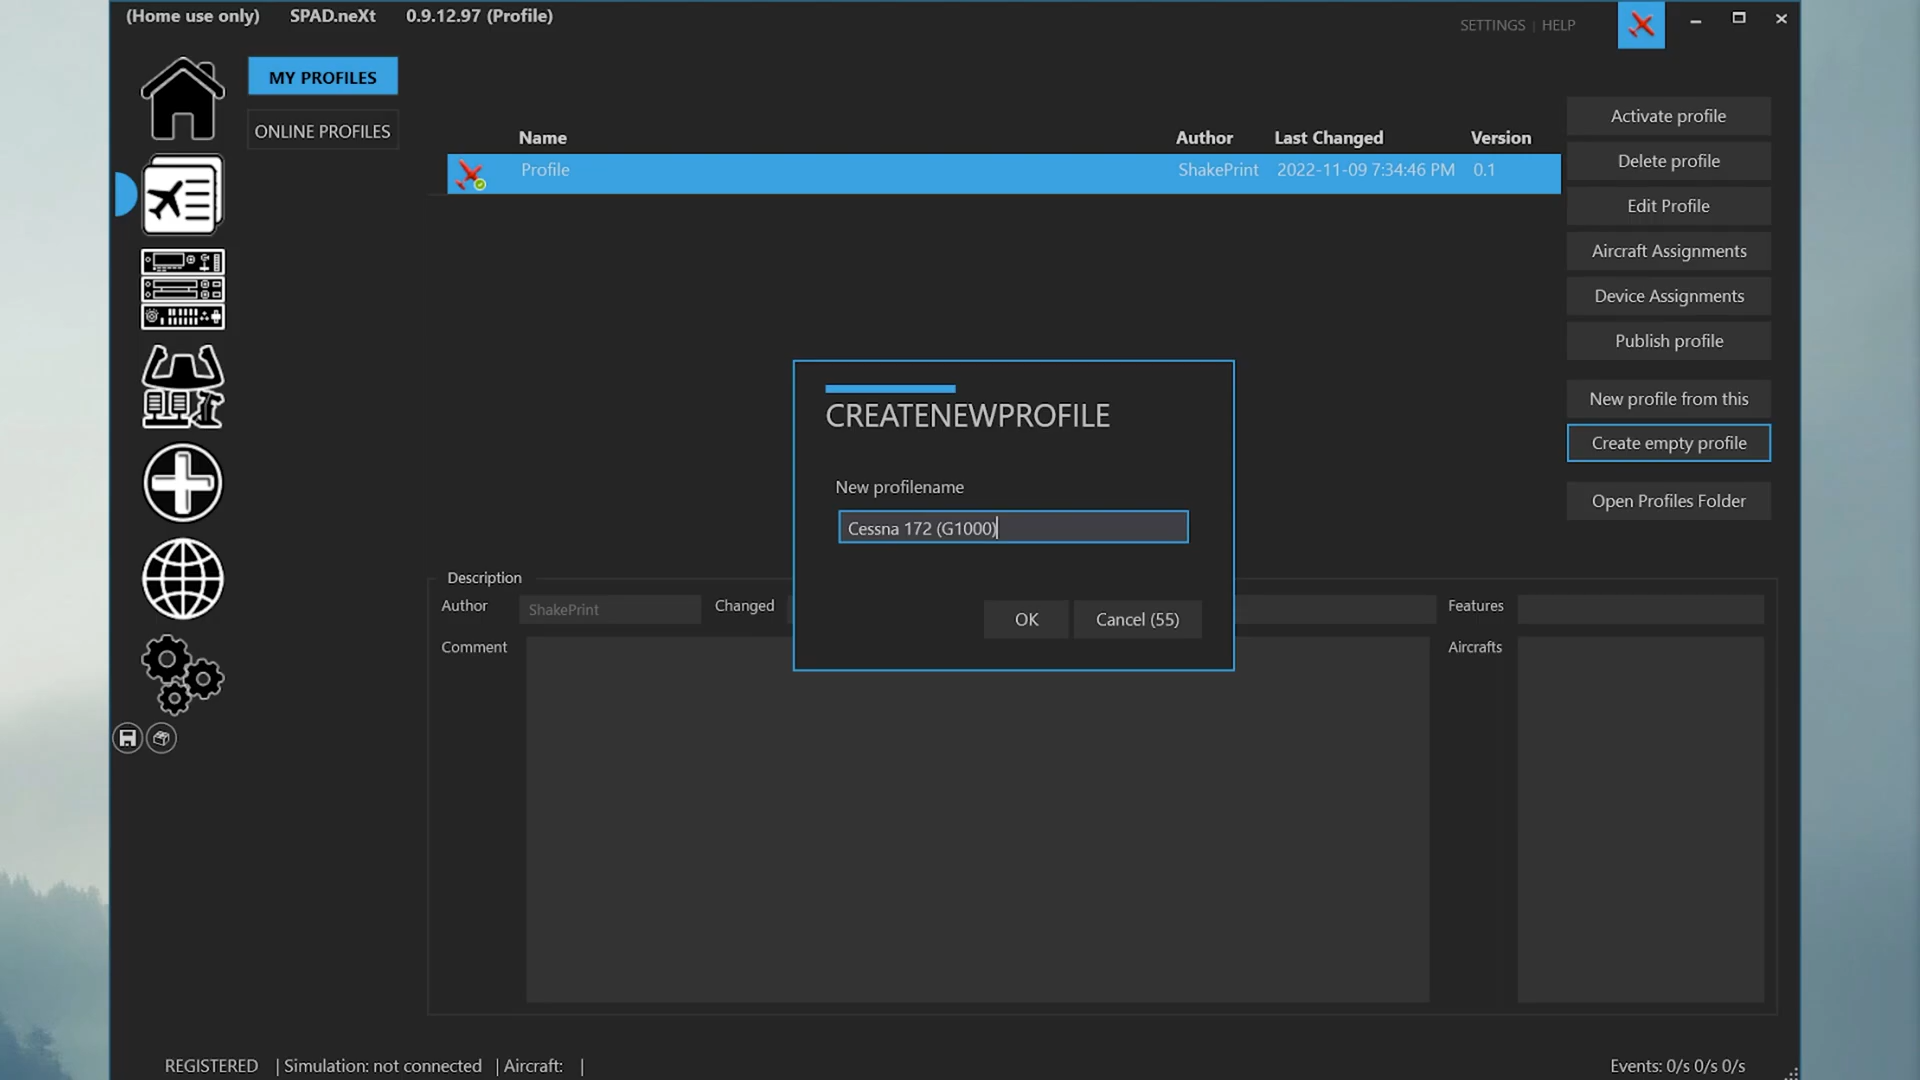 (Home use only) SPAD.neXt 0.9.12.97 (Profile)
SETTINGS | HELP
MY PROFILES
ONLINE PROFILES
Name Author Last Changed Version
Profile ShakePrint 2022-11-09 7:34:46 PM 0.1
Activate profile
Delete profile
Edit Profile
Aircraft Assignments
Device Assignments
Publish profile
New profile from this
Create empty profile
Open Profiles Folder
CREATENEWPROFILE
New profilename
Cessna 172 (G1000)
OK Cancel (55)
Description
Author ShakePrint Changed Features
Comment Aircrafts
REGISTERED | Simulation: not connected | Aircraft: | Events: 0/s 0/s 0/s